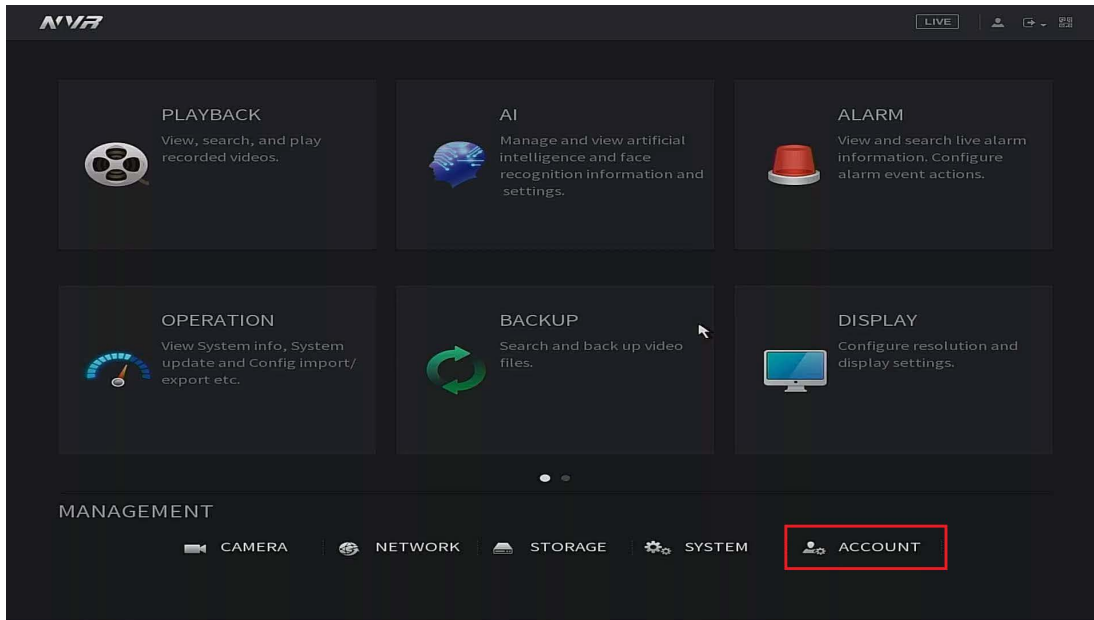 NVR
LIVE
PLAYBACK
View, search, and play
recorded videos.
AI
Manage and view artificial
intelligence and face
recognition information and
settings.
ALARM
View and search live alarm
information. Configure
alarm event actions.
OPERATION
View System info, System
update and Config import/
export etc.
BACKUP
Search and back up video
files.
DISPLAY
Configure resolution and
display settings.
MANAGEMENT
CAMERA
NETWORK
STORAGE
SYSTEM
ACCOUNT